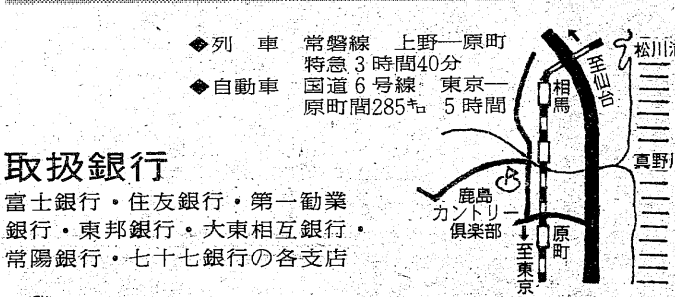 ◆列　車　常磐線　上野―原町
特急3時間40分
◆自動車　国道6号線　東京―
原町間285㌔　5時間
取扱銀行
富士銀行・住友銀行・第一勧業
銀行・東邦銀行・大東相互銀行・
常陽銀行・七十七銀行の各支店
松川浦
至仙台
相馬
真野川
鹿島
カントリー
倶楽部
原町
至東京